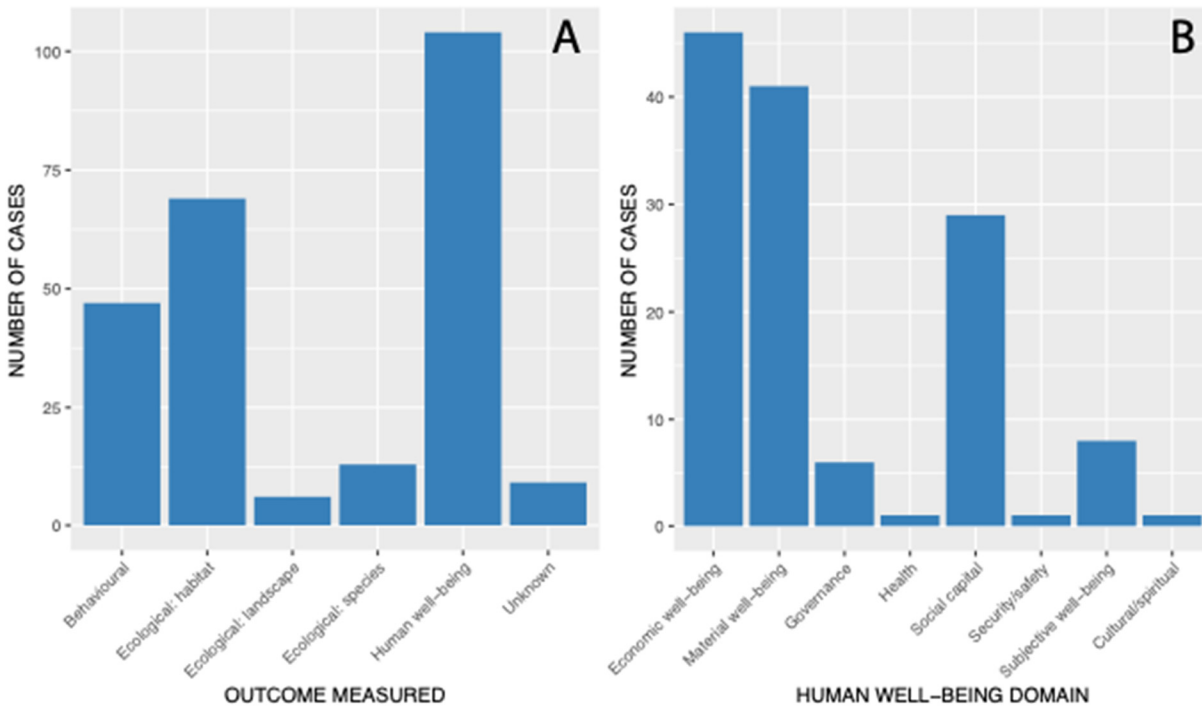 A
NUMBER OF CASES
100
75
50
25
0
Behavioural
Ecological: habitat
Ecological: landscape
Ecological: species
Human well–being
Unknown
OUTCOME MEASURED
B
NUMBER OF CASES
40
30
20
10
0
Economic well–being
Material well–being
Governance
Health
Social capital
Security/safety
Subjective well–being
Cultural/spiritual
HUMAN WELL–BEING DOMAIN